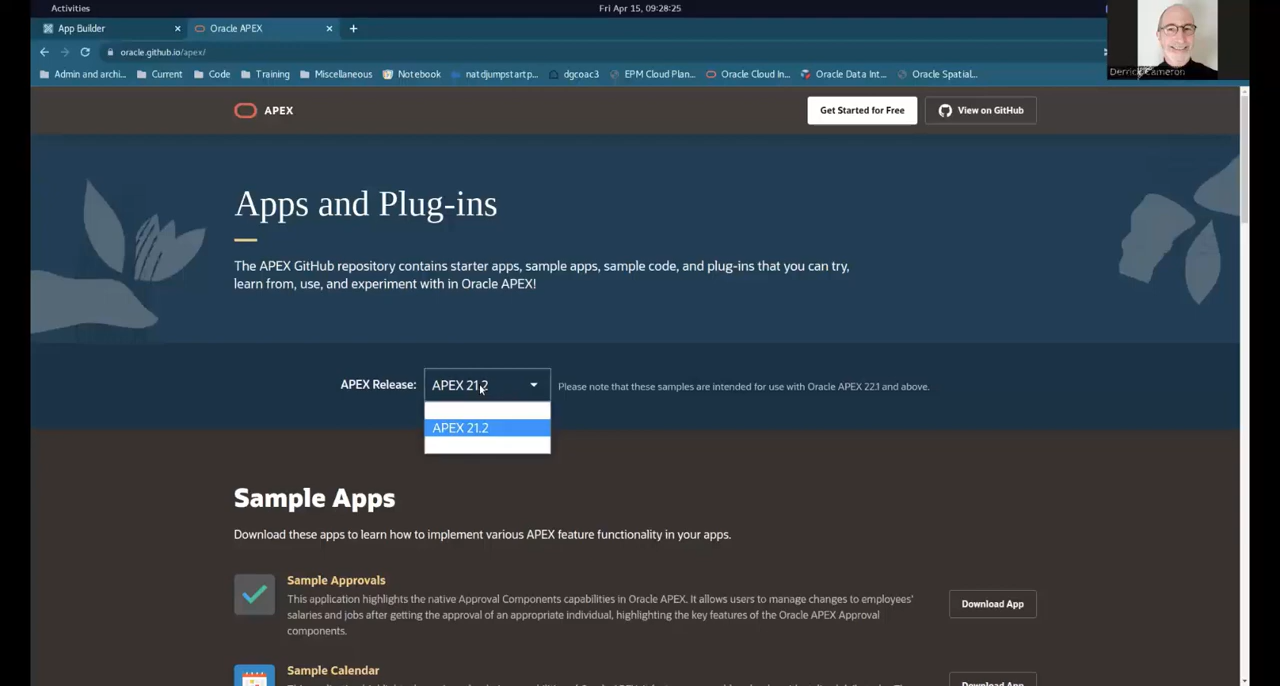 Activities
Fri Apr 15, 09:28:25
App Builder
Oracle APEX
oracle.github.io/apex/
Admin and archi...
Current
Code
Training
Miscellaneous
Notebook
natdjumpstartp...
dgcoac3
EPM Cloud Plan...
Oracle Cloud In...
Oracle Data Int...
Oracle Spatial...
Derrick Cameron
APEX
Get Started for Free
View on GitHub
Apps and Plug-ins
The APEX GitHub repository contains starter apps, sample apps, sample code, and plug-ins that you can try,
learn from, use, and experiment with in Oracle APEX!
APEX Release:
APEX 21.2
Please note that these samples are intended for use with Oracle APEX 22.1 and above.
APEX 21.2
Sample Apps
Download these apps to learn how to implement various APEX feature functionality in your apps.
Sample Approvals
This application highlights the native Approval Components capabilities in Oracle APEX. It allows users to manage changes to employees'
salaries and jobs after getting the approval of an appropriate individual, highlighting the key features of the Oracle APEX Approval
components.
Download App
Sample Calendar
Download App